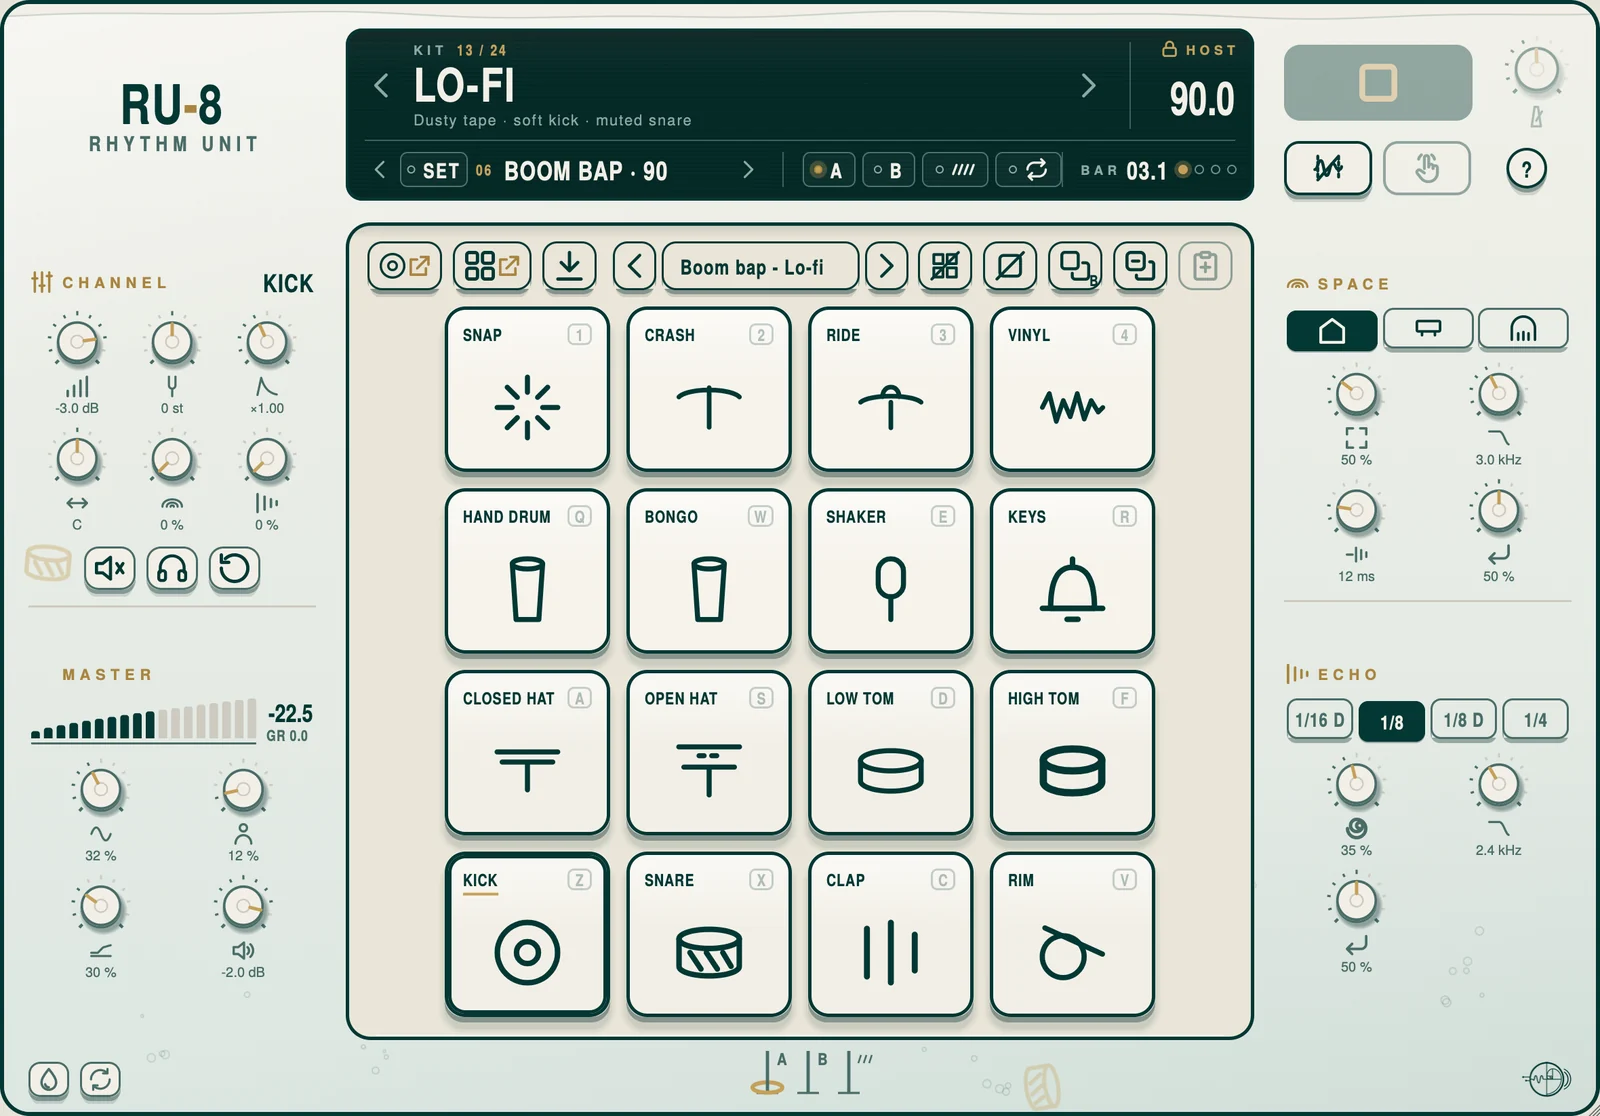 KIT 13 / 24
HOST
LO-FI
90.0
Dusty tape · soft kick · muted snare
SET 06 BOOM BAP · 90
A
B
BAR 03.1
RU-8
RHYTHM UNIT
?
CHANNEL KICK
-3.0 dB
0 st
×1.00
C
0 %
0 %
MASTER
-22.5
GR 0.0
32 %
12 %
30 %
-2.0 dB
Boom bap - Lo-fi
B
SNAP 1
CRASH 2
RIDE 3
VINYL 4
HAND DRUM Q
BONGO W
SHAKER E
KEYS R
CLOSED HAT A
OPEN HAT S
LOW TOM D
HIGH TOM F
KICK Z
SNARE X
CLAP C
RIM V
SPACE
50 %
3.0 kHz
12 ms
50 %
ECHO
1/16 D
1/8
1/8 D
1/4
35 %
2.4 kHz
50 %
A
B